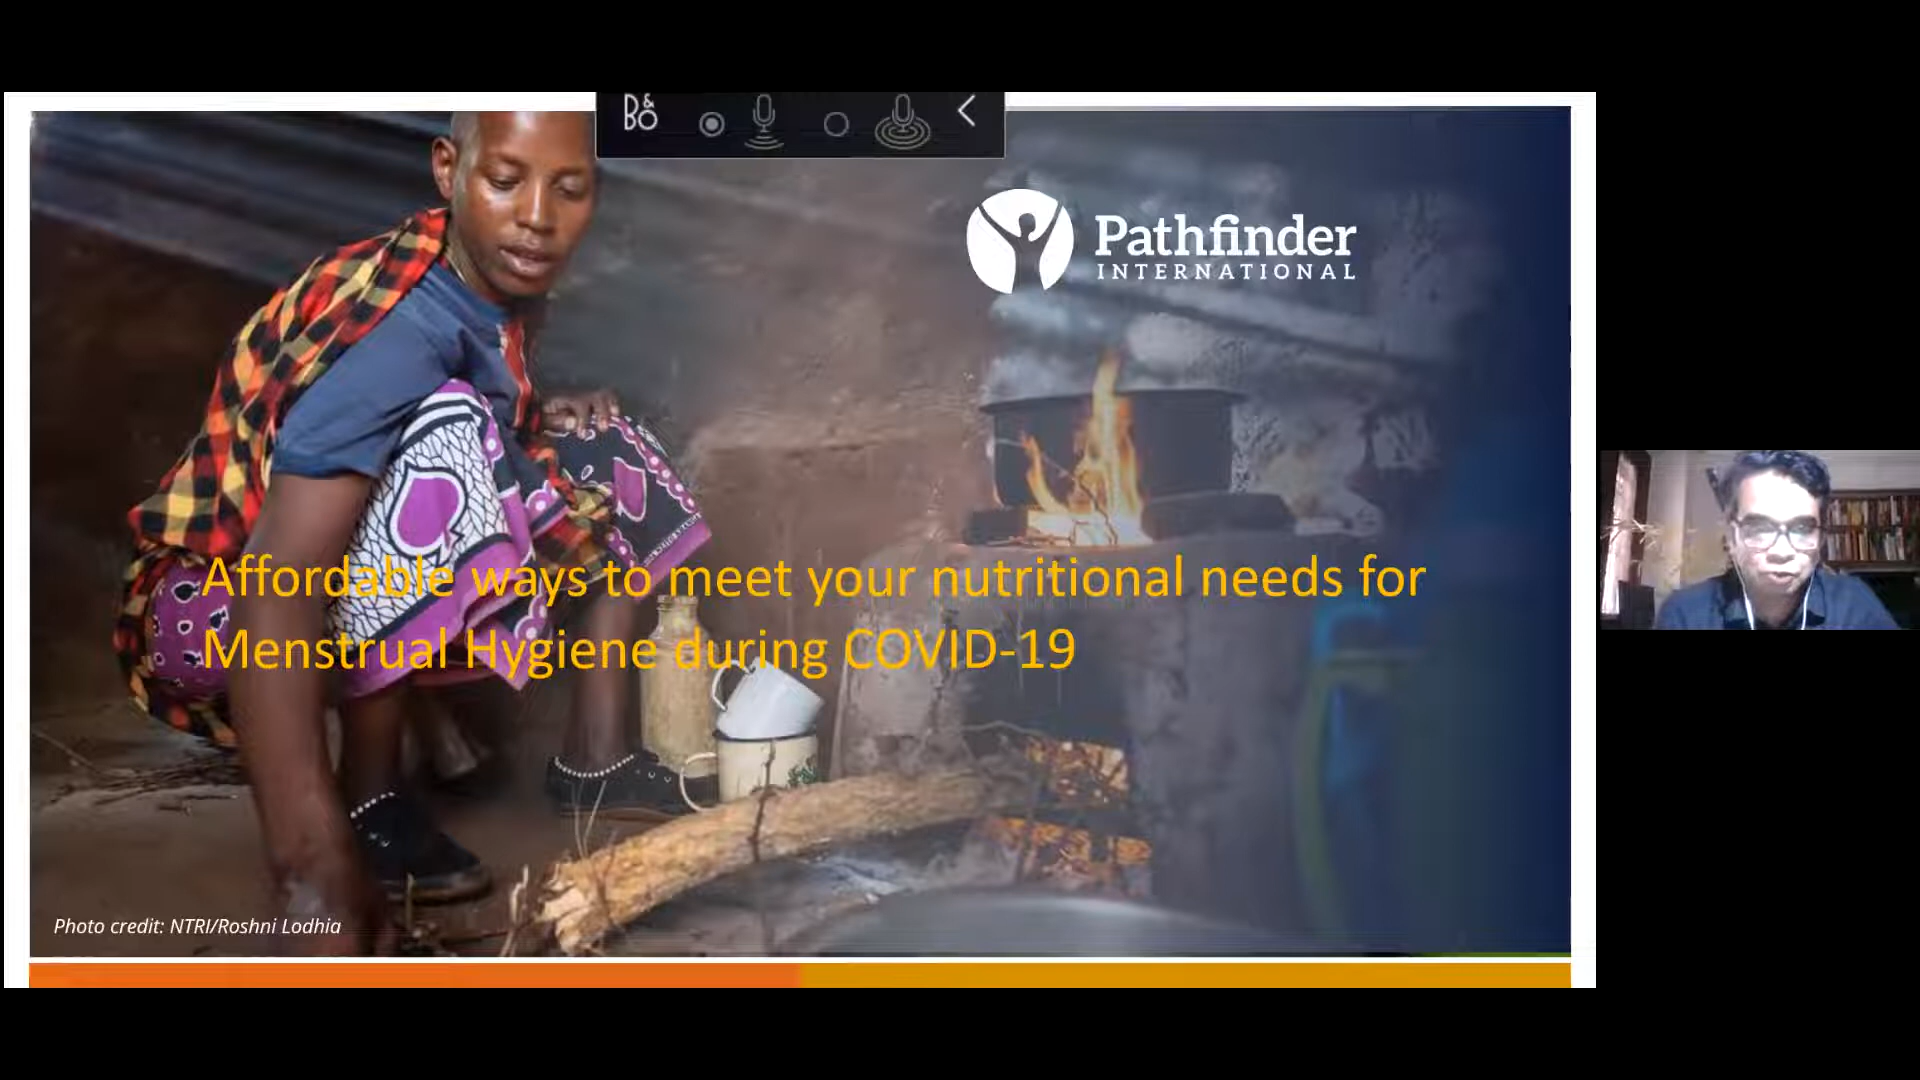 B&O
Pathfinder
INTERNATIONAL
Affordable ways to meet your nutritional needs for
Menstrual Hygiene during COVID-19
Photo credit: NTRI/Roshni Lodhia